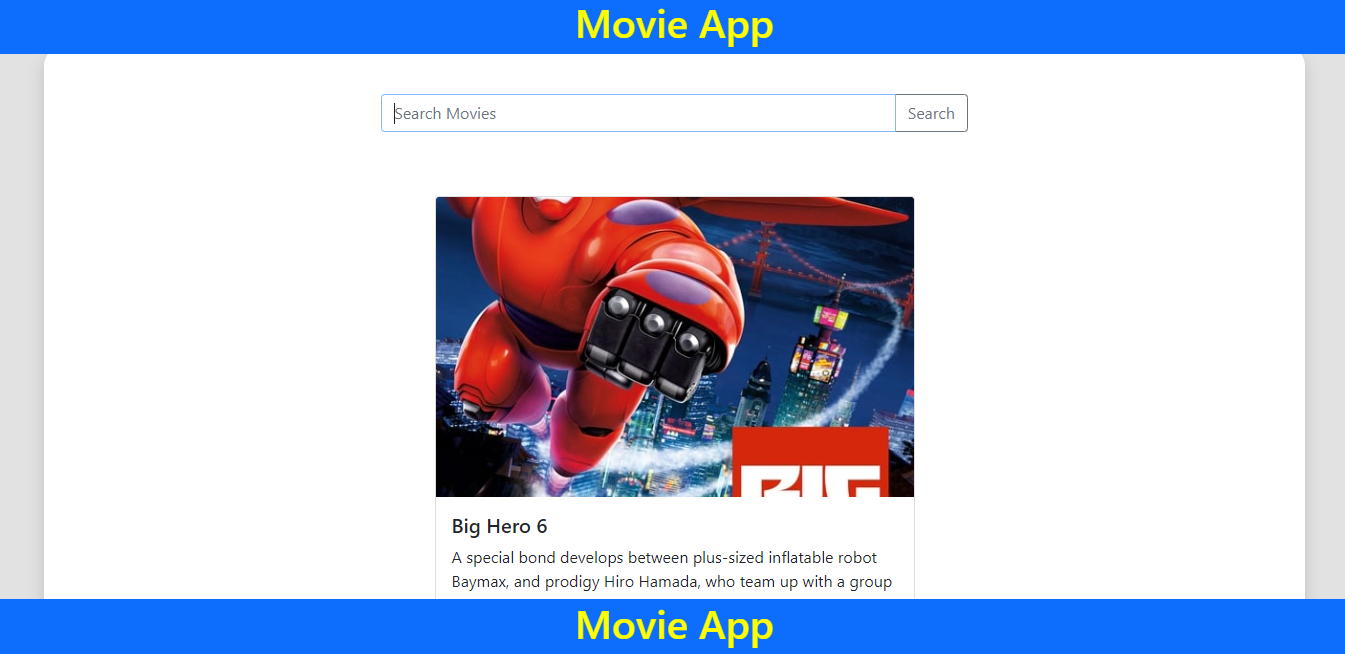 Movie App
Search Movies
Search
BIG
Big Hero 6
A special bond develops between plus-sized inflatable robot
Baymax, and prodigy Hiro Hamada, who team up with a group
Movie App